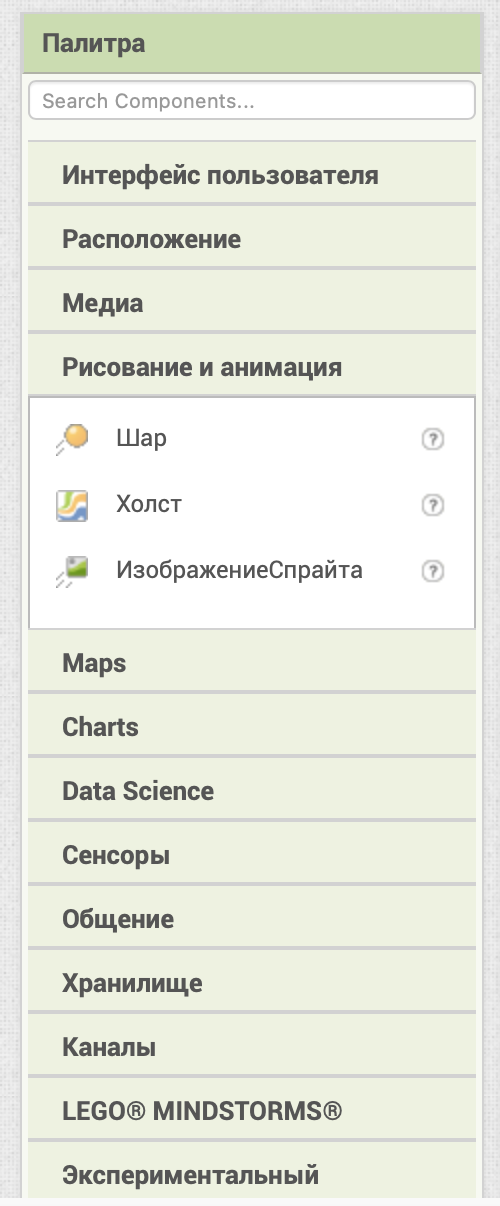 Палитра
Search Components...
Интерфейс пользователя
Расположение
Медиа
Рисование и анимация
Шар ?
Холст ?
ИзображениеСпрайта ?
Maps
Charts
Data Science
Сенсоры
Общение
Хранилище
Каналы
LEGO® MINDSTORMS®
Экспериментальный